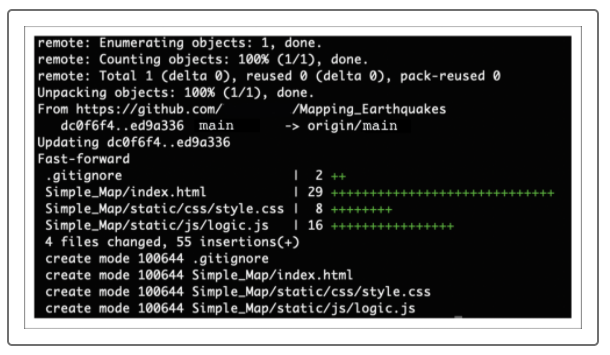 remote: Enumerating objects: 1, done.
remote: Counting objects: 100% (1/1), done.
remote: Total 1 (delta 0), reused 0 (delta 0), pack-reused 0
Unpacking objects: 100% (1/1), done.
From https://github.com/ /Mapping_Earthquakes
dc0f6f4..ed9a336 main -> origin/main
Updating dc0f6f4..ed9a336
Fast-forward
.gitignore | 2 ++
Simple_Map/index.html | 29 +++++++++++++++++++++++++++++
Simple_Map/static/css/style.css | 8 ++++++++
Simple_Map/static/js/logic.js | 16 ++++++++++++++++
4 files changed, 55 insertions(+)
create mode 100644 .gitignore
create mode 100644 Simple_Map/index.html
create mode 100644 Simple_Map/static/css/style.css
create mode 100644 Simple_Map/static/js/logic.js